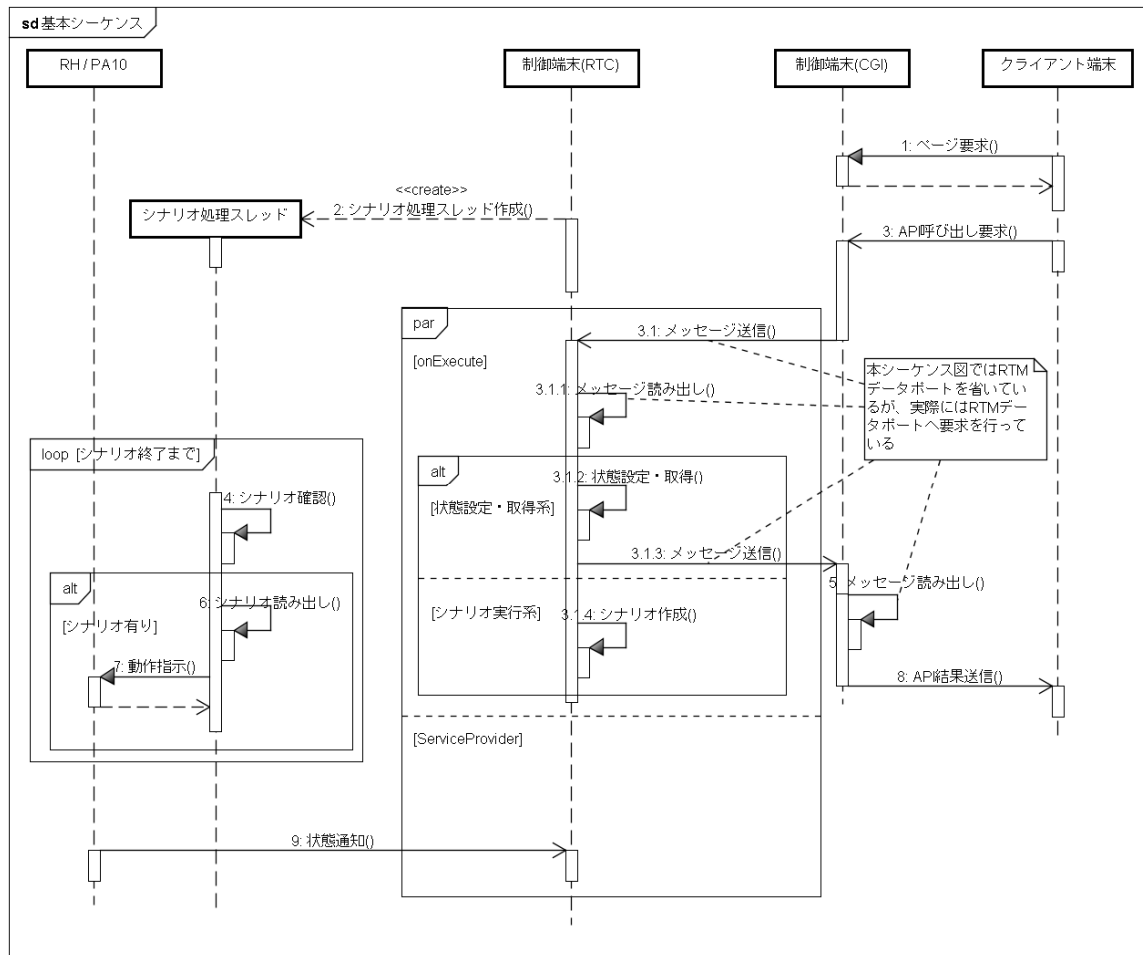 sd 基本シーケンス
RH / PA10
制御端末(RTC)
制御端末(CGI)
クライアント端末
1: ページ要求()
<<create>>
2: シナリオ処理スレッド作成()
シナリオ処理スレッド
3: API呼び出し要求()
par
3.1: メッセージ送信()
[onExecute]
本シーケンス図ではRTM
データポートを省いてい
るが、実際にはRTMデー
タポートへ要求を行って
いる
3.1.1: メッセージ読み出し()
loop [シナリオ終了まで]
alt
3.1.2: 状態設定・取得()
4: シナリオ確認()
[状態設定・取得系]
3.1.3: メッセージ送信()
alt
5: メッセージ読み出し()
6: シナリオ読み出し()
[シナリオ有り]
[シナリオ実行系]
3.1.4: シナリオ作成()
7: 動作指示()
8: API結果送信()
[ServiceProvider]
9: 状態通知()